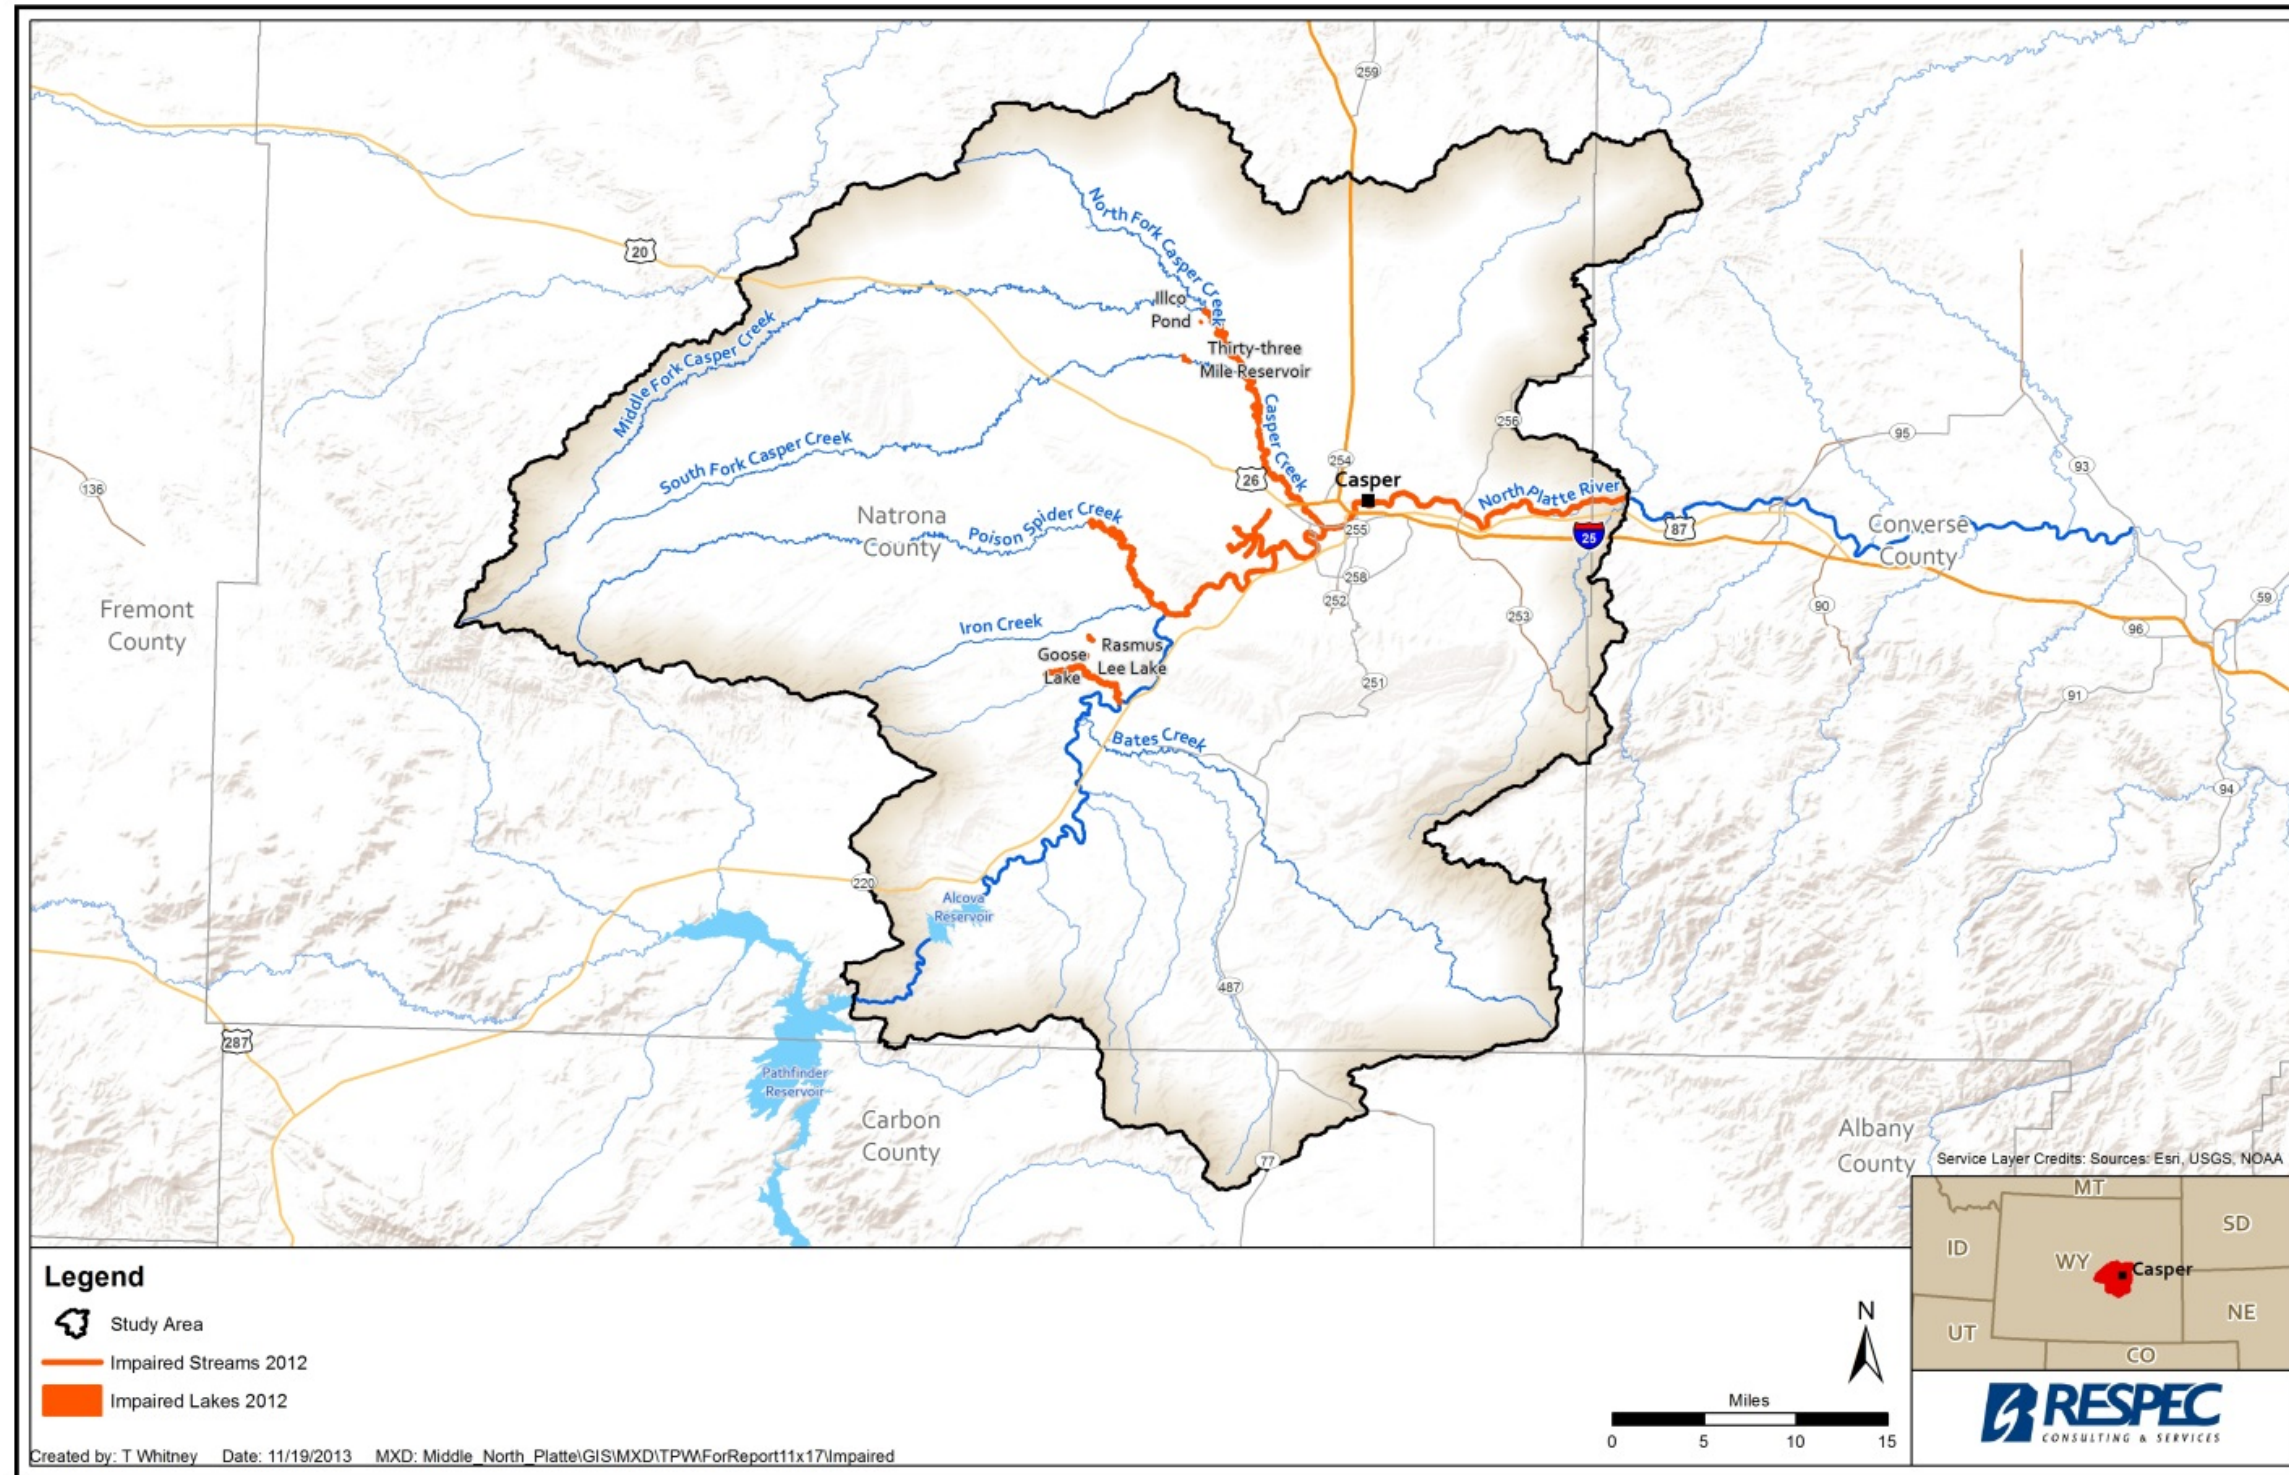 259
20
North Fork Casper Creek
Illco
Pond
Thirty-three
Mile Reservoir
Middle Fork Casper Creek
South Fork Casper Creek
Casper Creek
256
95
93
136
254
26
Casper
North Platte River
Natrona
County
Poison Spider Creek
255
25
87
Converse
County
Fremont
County
258
252
253
90
59
96
Iron Creek
Goose
Lake
Rasmus
Lee Lake
251
91
Bates Creek
94
220
Alcova
Reservoir
487
287
Pathfinder
Reservoir
Carbon
County
77
Albany
County
Service Layer Credits: Sources: Esri, USGS, NOAA
MT
SD
ID
WY
Casper
NE
UT
CO
Legend
Study Area
Impaired Streams 2012
Impaired Lakes 2012
N
Miles
0 5 10 15
RESPEC
CONSULTING & SERVICES
Created by: T Whitney Date: 11/19/2013 MXD: Middle_North_Platte\GIS\MXD\TPW\ForReport11x17\Impaired